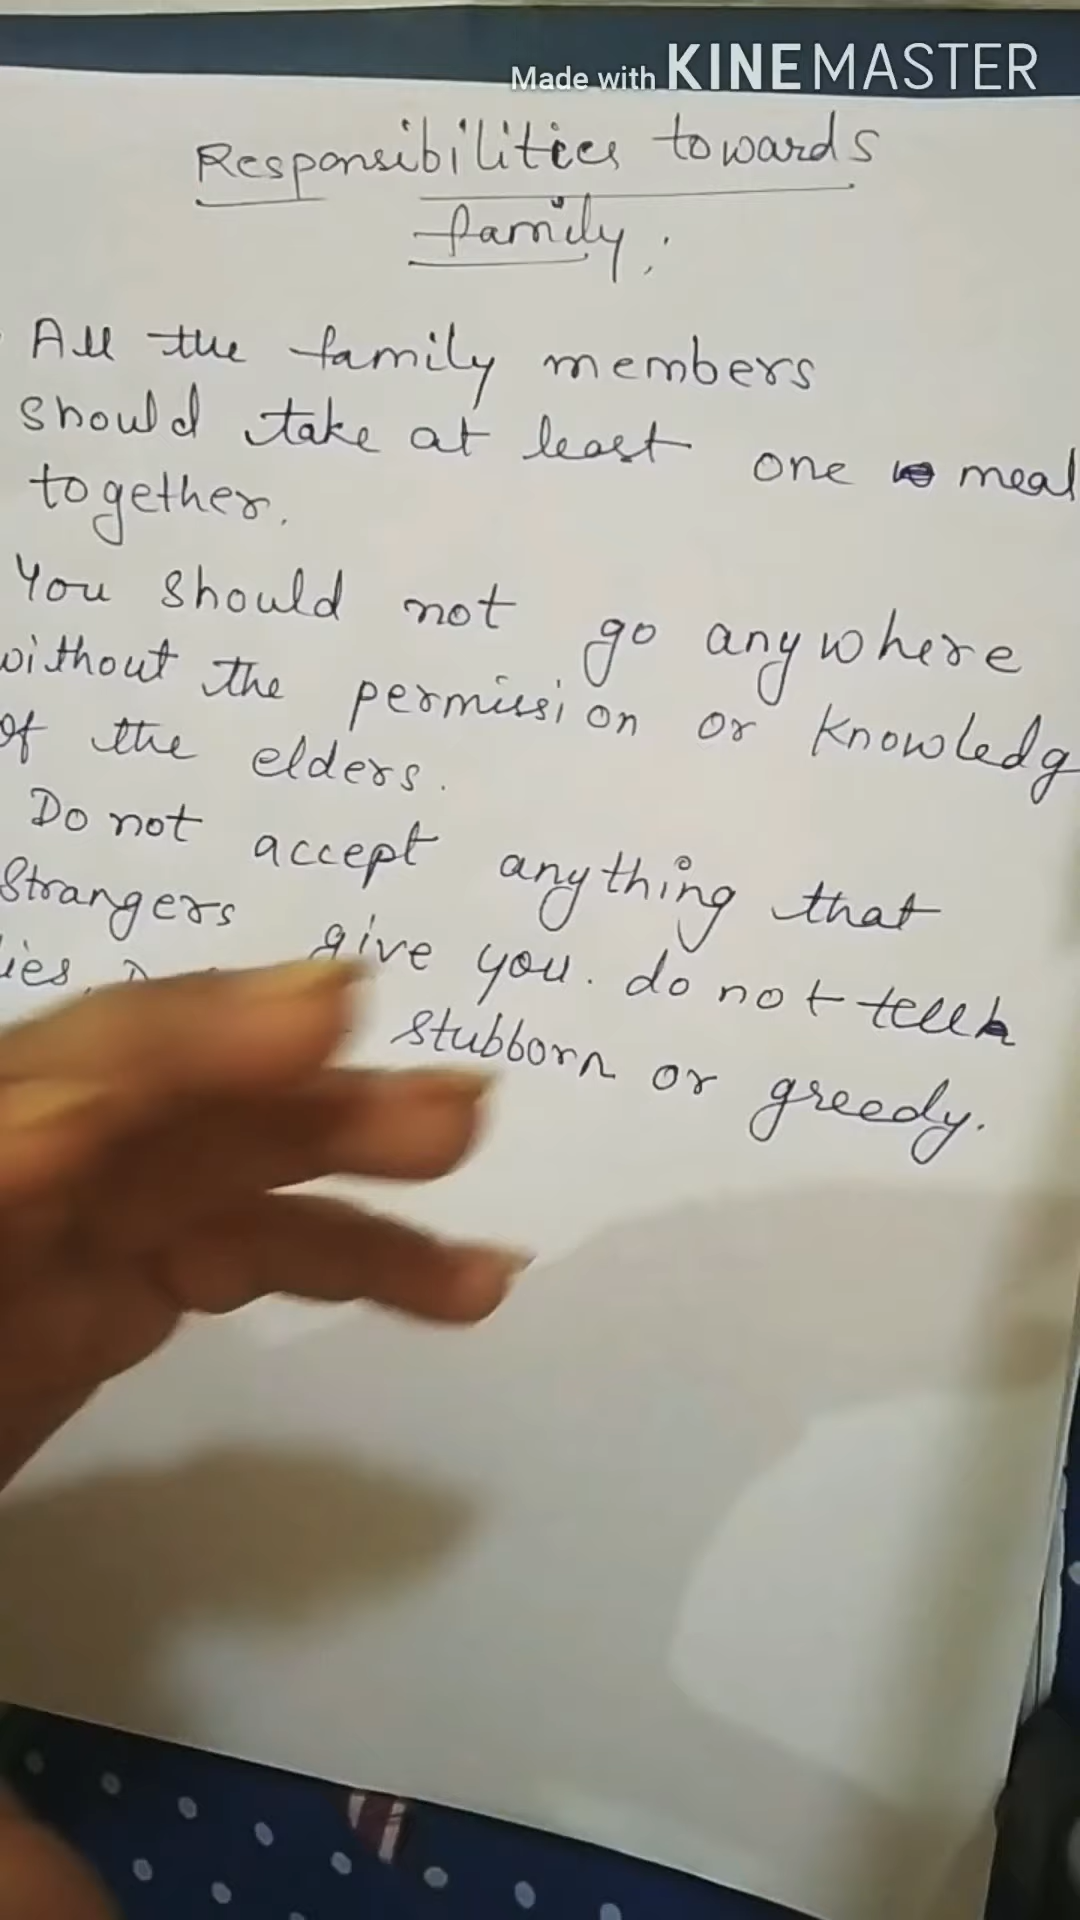 Made with KINEMASTER
Responsibilities towards
family.
All the family members
should take at least one meal
together.
You should not go anywhere
without the permission or knowledg
of the elders.
Do not accept anything that
Strangers give you. do not tell
lies. stubborn or greedy.